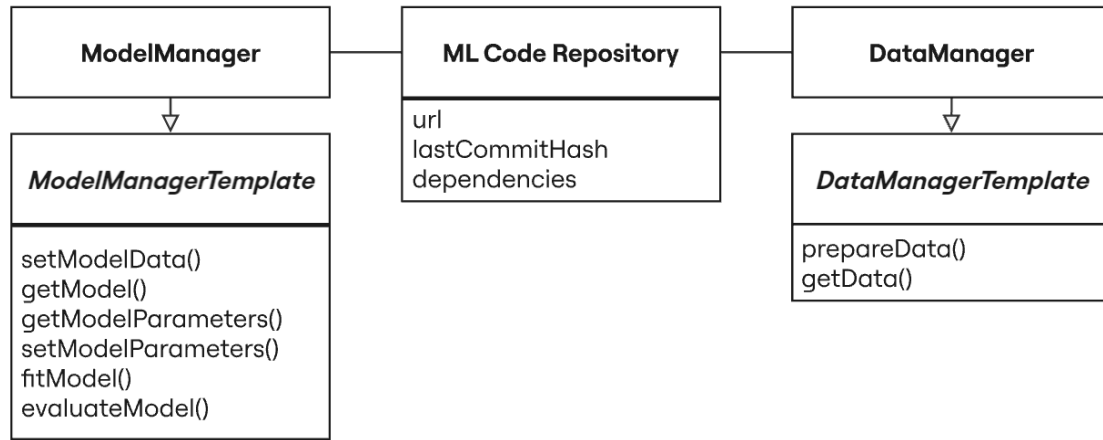 ModelManager
ML Code Repository
DataManager
ModelManagerTemplate
setModelData()
getModel()
getModelParameters()
setModelParameters()
fitModel()
evaluateModel()
url
lastCommitHash
dependencies
DataManagerTemplate
prepareData()
getData()